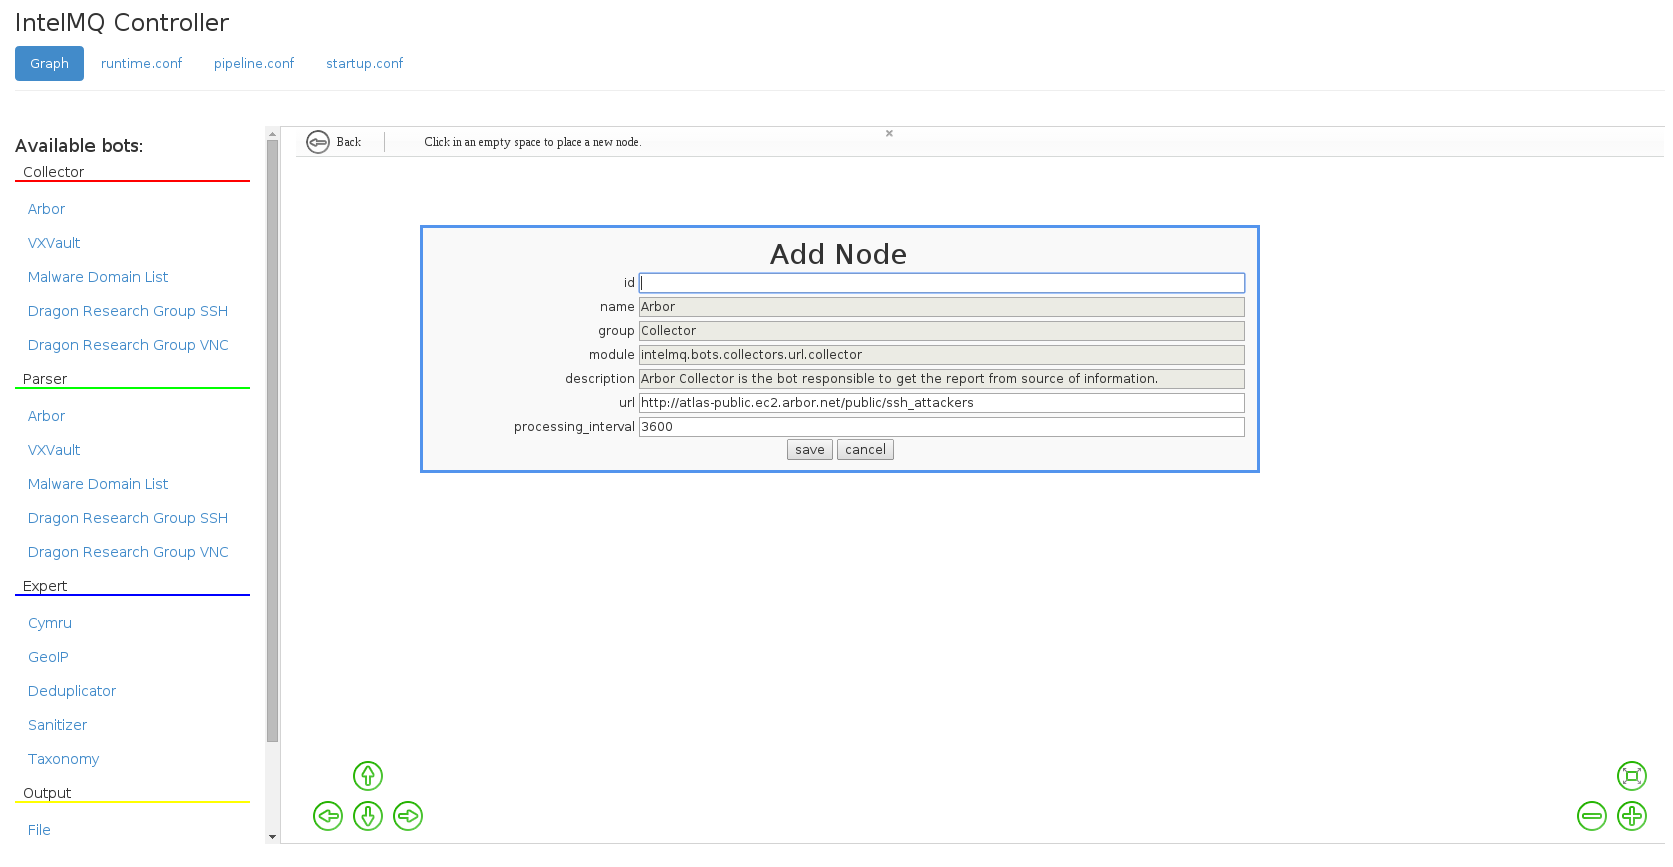 IntelMQ Controller
Graph runtime.conf pipeline.conf startup.conf
Available bots:
Collector
Arbor
VXVault
Malware Domain List
Dragon Research Group SSH
Dragon Research Group VNC
Parser
Arbor
VXVault
Malware Domain List
Dragon Research Group SSH
Dragon Research Group VNC
Expert
Cymru
GeoIP
Deduplicator
Sanitizer
Taxonomy
Output
File
Back Click in an empty space to place a new node.
Add Node
id
name Arbor
group Collector
module intelmq.bots.collectors.url.collector
description Arbor Collector is the bot responsible to get the report from source of information.
url http://atlas-public.ec2.arbor.net/public/ssh_attackers
processing_interval 3600
save cancel